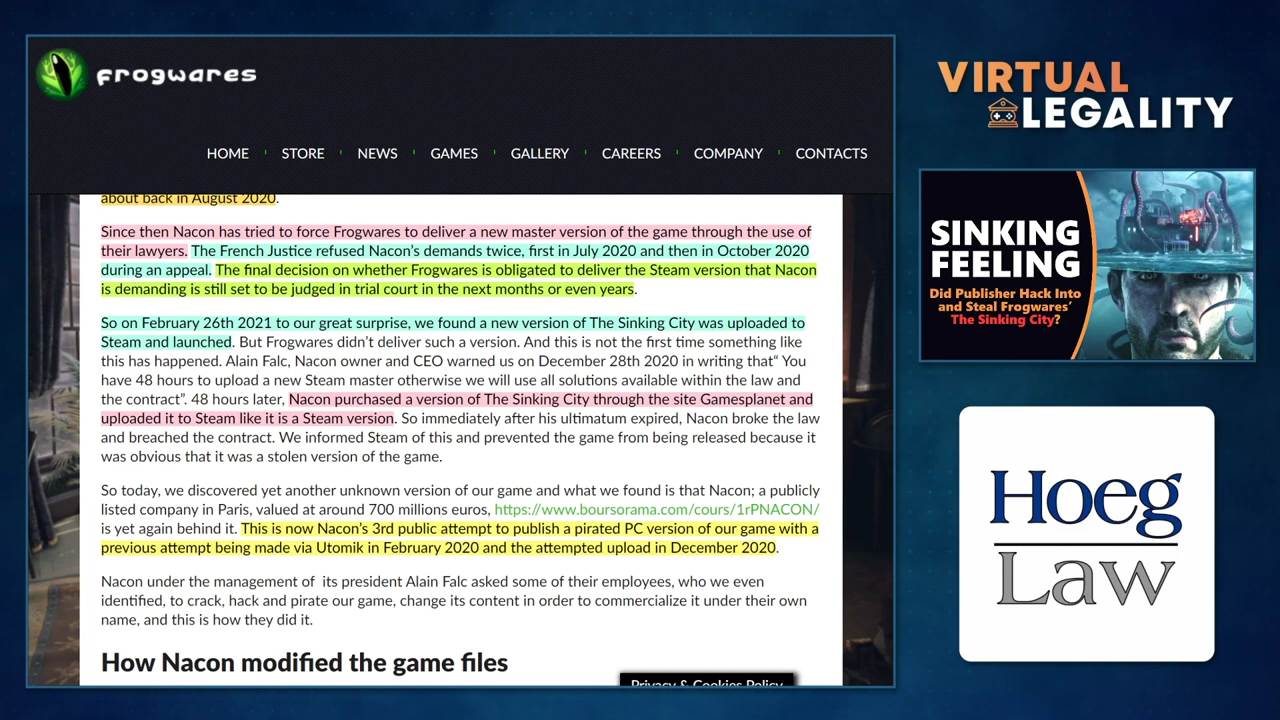 frogwares
HOME STORE NEWS GAMES GALLERY CAREERS COMPANY CONTACTS
about back in August 2020.
Since then Nacon has tried to force Frogwares to deliver a new master version of the game through the use of
their lawyers. The French Justice refused Nacon's demands twice, first in July 2020 and then in October 2020
during an appeal. The final decision on whether Frogwares is obligated to deliver the Steam version that Nacon
is demanding is still set to be judged in trial court in the next months or even years.
So on February 26th 2021 to our great surprise, we found a new version of The Sinking City was uploaded to
Steam and launched. But Frogwares didn't deliver such a version. And this is not the first time something like
this has happened. Alain Falc, Nacon owner and CEO warned us on December 28th 2020 in writing that“ You
have 48 hours to upload a new Steam master otherwise we will use all solutions available within the law and
the contract”. 48 hours later, Nacon purchased a version of The Sinking City through the site Gamesplanet and
uploaded it to Steam like it is a Steam version. So immediately after his ultimatum expired, Nacon broke the law
and breached the contract. We informed Steam of this and prevented the game from being released because it
was obvious that it was a stolen version of the game.
So today, we discovered yet another unknown version of our game and what we found is that Nacon; a publicly
listed company in Paris, valued at around 700 millions euros, https://www.boursorama.com/cours/1rPNACON/
is yet again behind it. This is now Nacon's 3rd public attempt to publish a pirated PC version of our game with a
previous attempt being made via Utomik in February 2020 and the attempted upload in December 2020.
Nacon under the management of its president Alain Falc asked some of their employees, who we even
identified, to crack, hack and pirate our game, change its content in order to commercialize it under their own
name, and this is how they did it.
How Nacon modified the game files
Privacy & Cookies Policy
VIRTUAL
LEGALITY
SINKING
FEELING
Did Publisher Hack Into
and Steal Frogwares'
The Sinking City?
Hoeg
Law